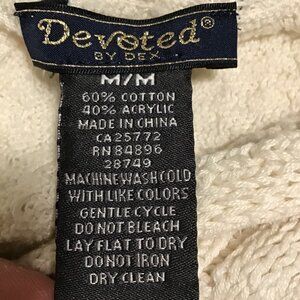 Devoted®
BY DEX
M/M
60% COTTON
40% ACRYLIC
MADE IN CHINA
CA25772
RN 84896
28749
MACHINE WASH COLD
WITH LIKE COLORS
GENTLE CYCLE
DO NOT BLEACH
LAY FLAT TO DRY
DO NOT IRON
DRY CLEAN